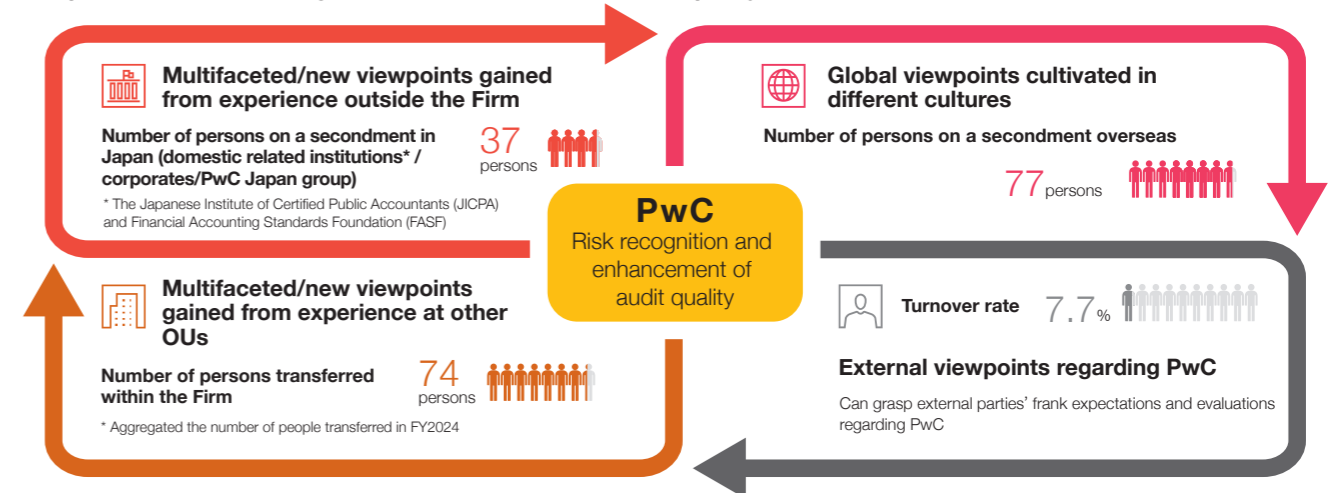 Multifaceted/new viewpoints gained
from experience outside the Firm
Number of persons on a secondment in
Japan (domestic related institutions* /
corporates/PwC Japan group)
37
persons
* The Japanese Institute of Certified Public Accountants (JICPA)
and Financial Accounting Standards Foundation (FASF)
Global viewpoints cultivated in
different cultures
Number of persons on a secondment overseas
77 persons
PwC
Risk recognition and
enhancement of
audit quality
Multifaceted/new viewpoints
gained from experience at other
OUs
Number of persons transferred
within the Firm
74
persons
* Aggregated the number of people transferred in FY2024
Turnover rate 7.7%
External viewpoints regarding PwC
Can grasp external parties’ frank expectations and evaluations
regarding PwC